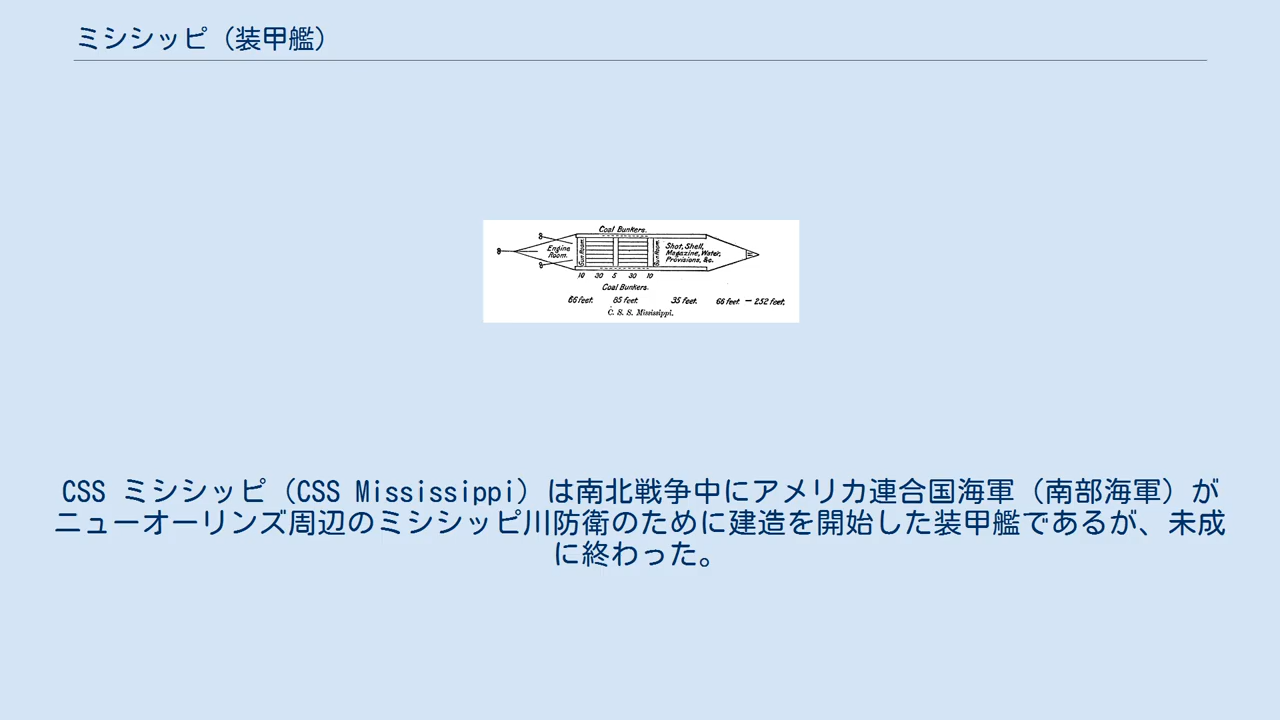 ミシシッピ（装甲艦）
Coal Bunkers.
Engine Room.
Gun Room.
Gun Room.
Shot, Shell,
Magazine, Water,
Provisions, &c.
10 30 5 30 10
Coal Bunkers.
66 feet. 85 feet. 35 feet. 66 feet — 252 feet.
C. S. S. Mississippi.
CSS ミシシッピ（CSS Mississippi）は南北戦争中にアメリカ連合国海軍（南部海軍）が
ニューオーリンズ周辺のミシシッピ川防衛のために建造を開始した装甲艦であるが、未成
に終わった。